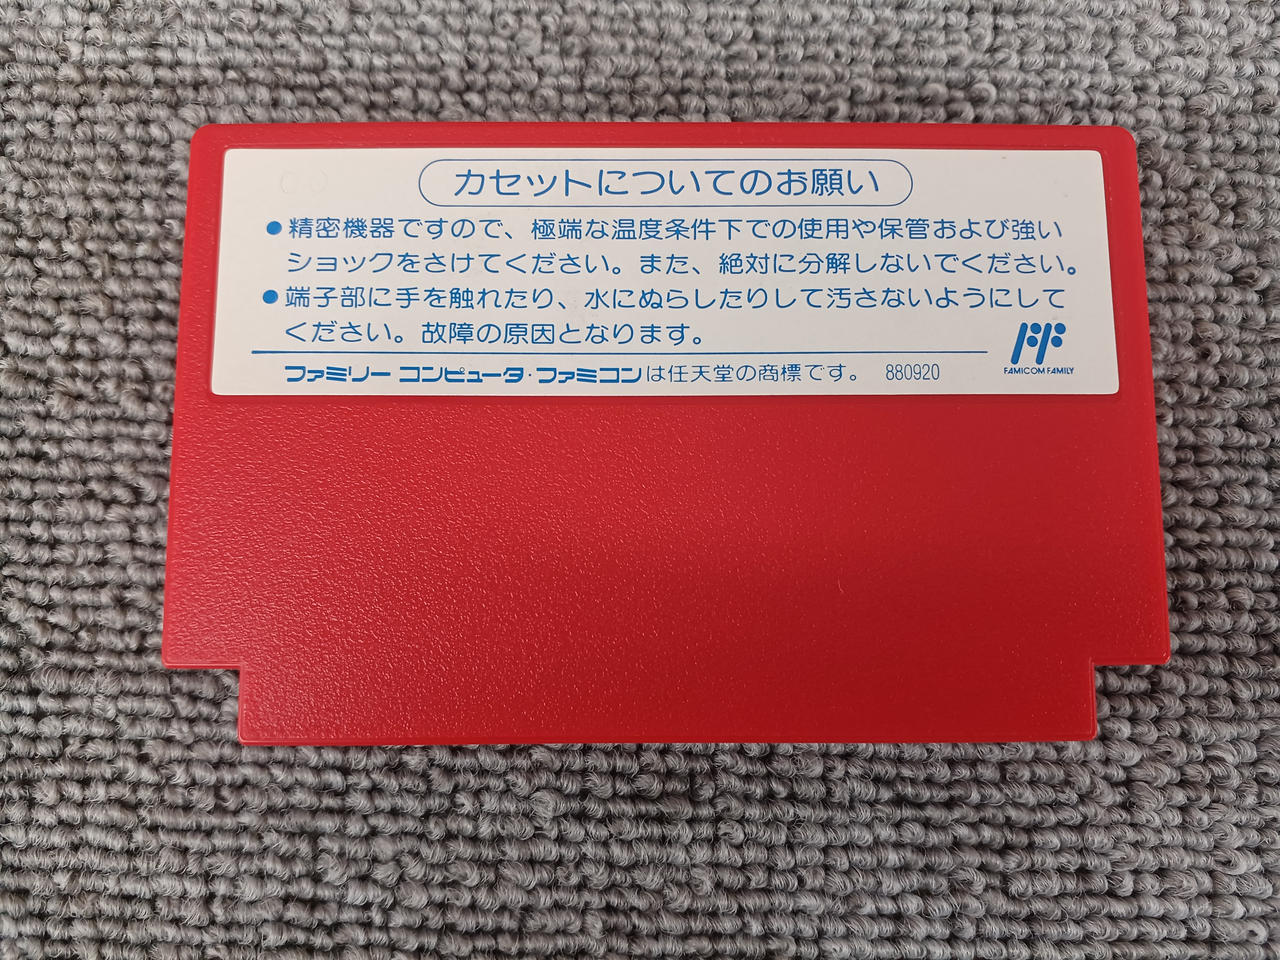 カセットについてのお願い
●精密機器ですので、極端な温度条件下での使用や保管および強い
ショックをさけてください。また、絶対に分解しないでください。
●端子部に手を触れたり、水にぬらしたりして汚さないようにして
ください。故障の原因となります。
ファミリー コンピュータ・ファミコンは任天堂の商標です。 880920
FF
FAMICOM FAMILY